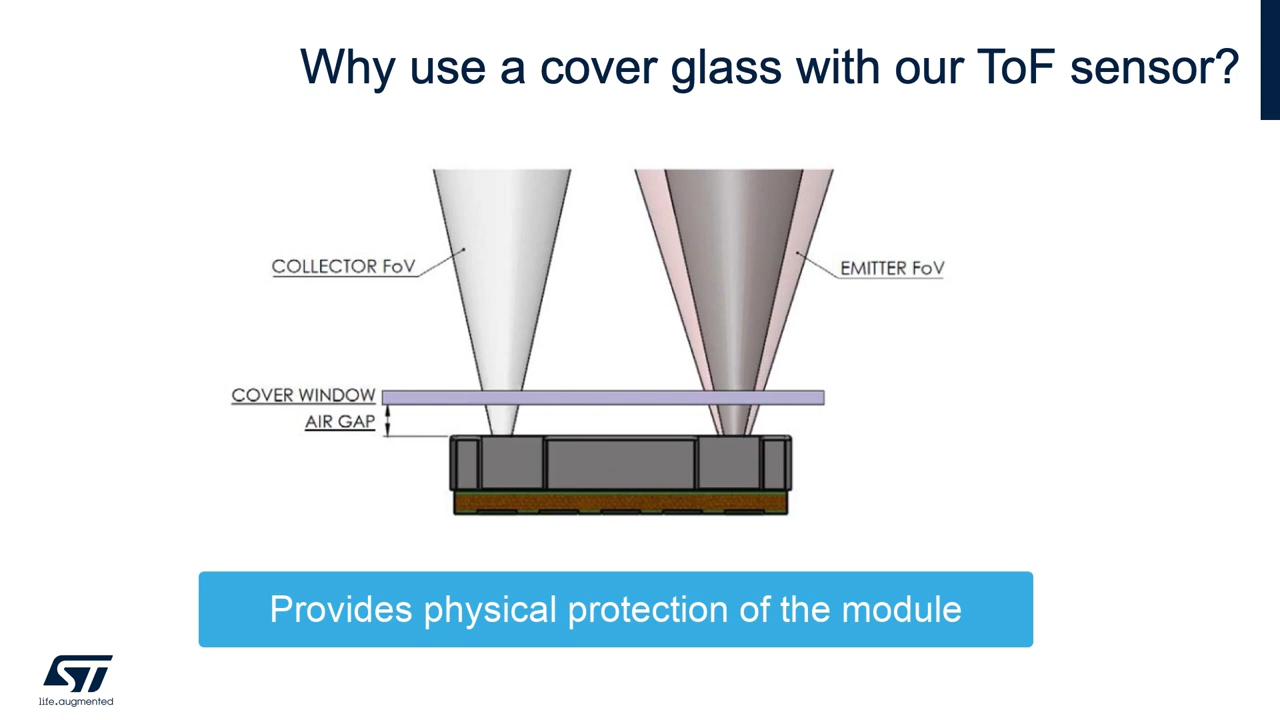 Why use a cover glass with our ToF sensor?
COLLECTOR FoV
EMITTER FoV
COVER WINDOW
AIR GAP
Provides physical protection of the module
ST
life.augmented